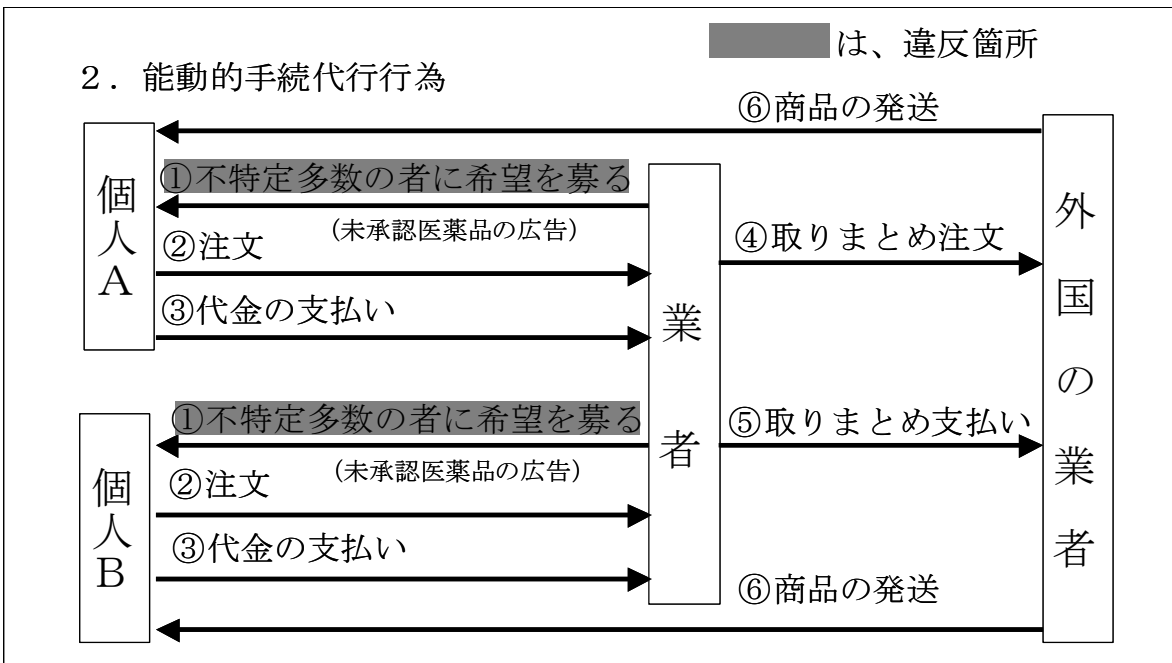 は、違反箇所
２．能動的手続代行行為
⑥商品の発送
個人A
①不特定多数の者に希望を募る
(未承認医薬品の広告)
②注文
③代金の支払い
業者
④取りまとめ注文
外国の業者
個人B
①不特定多数の者に希望を募る
(未承認医薬品の広告)
⑤取りまとめ支払い
②注文
③代金の支払い
⑥商品の発送